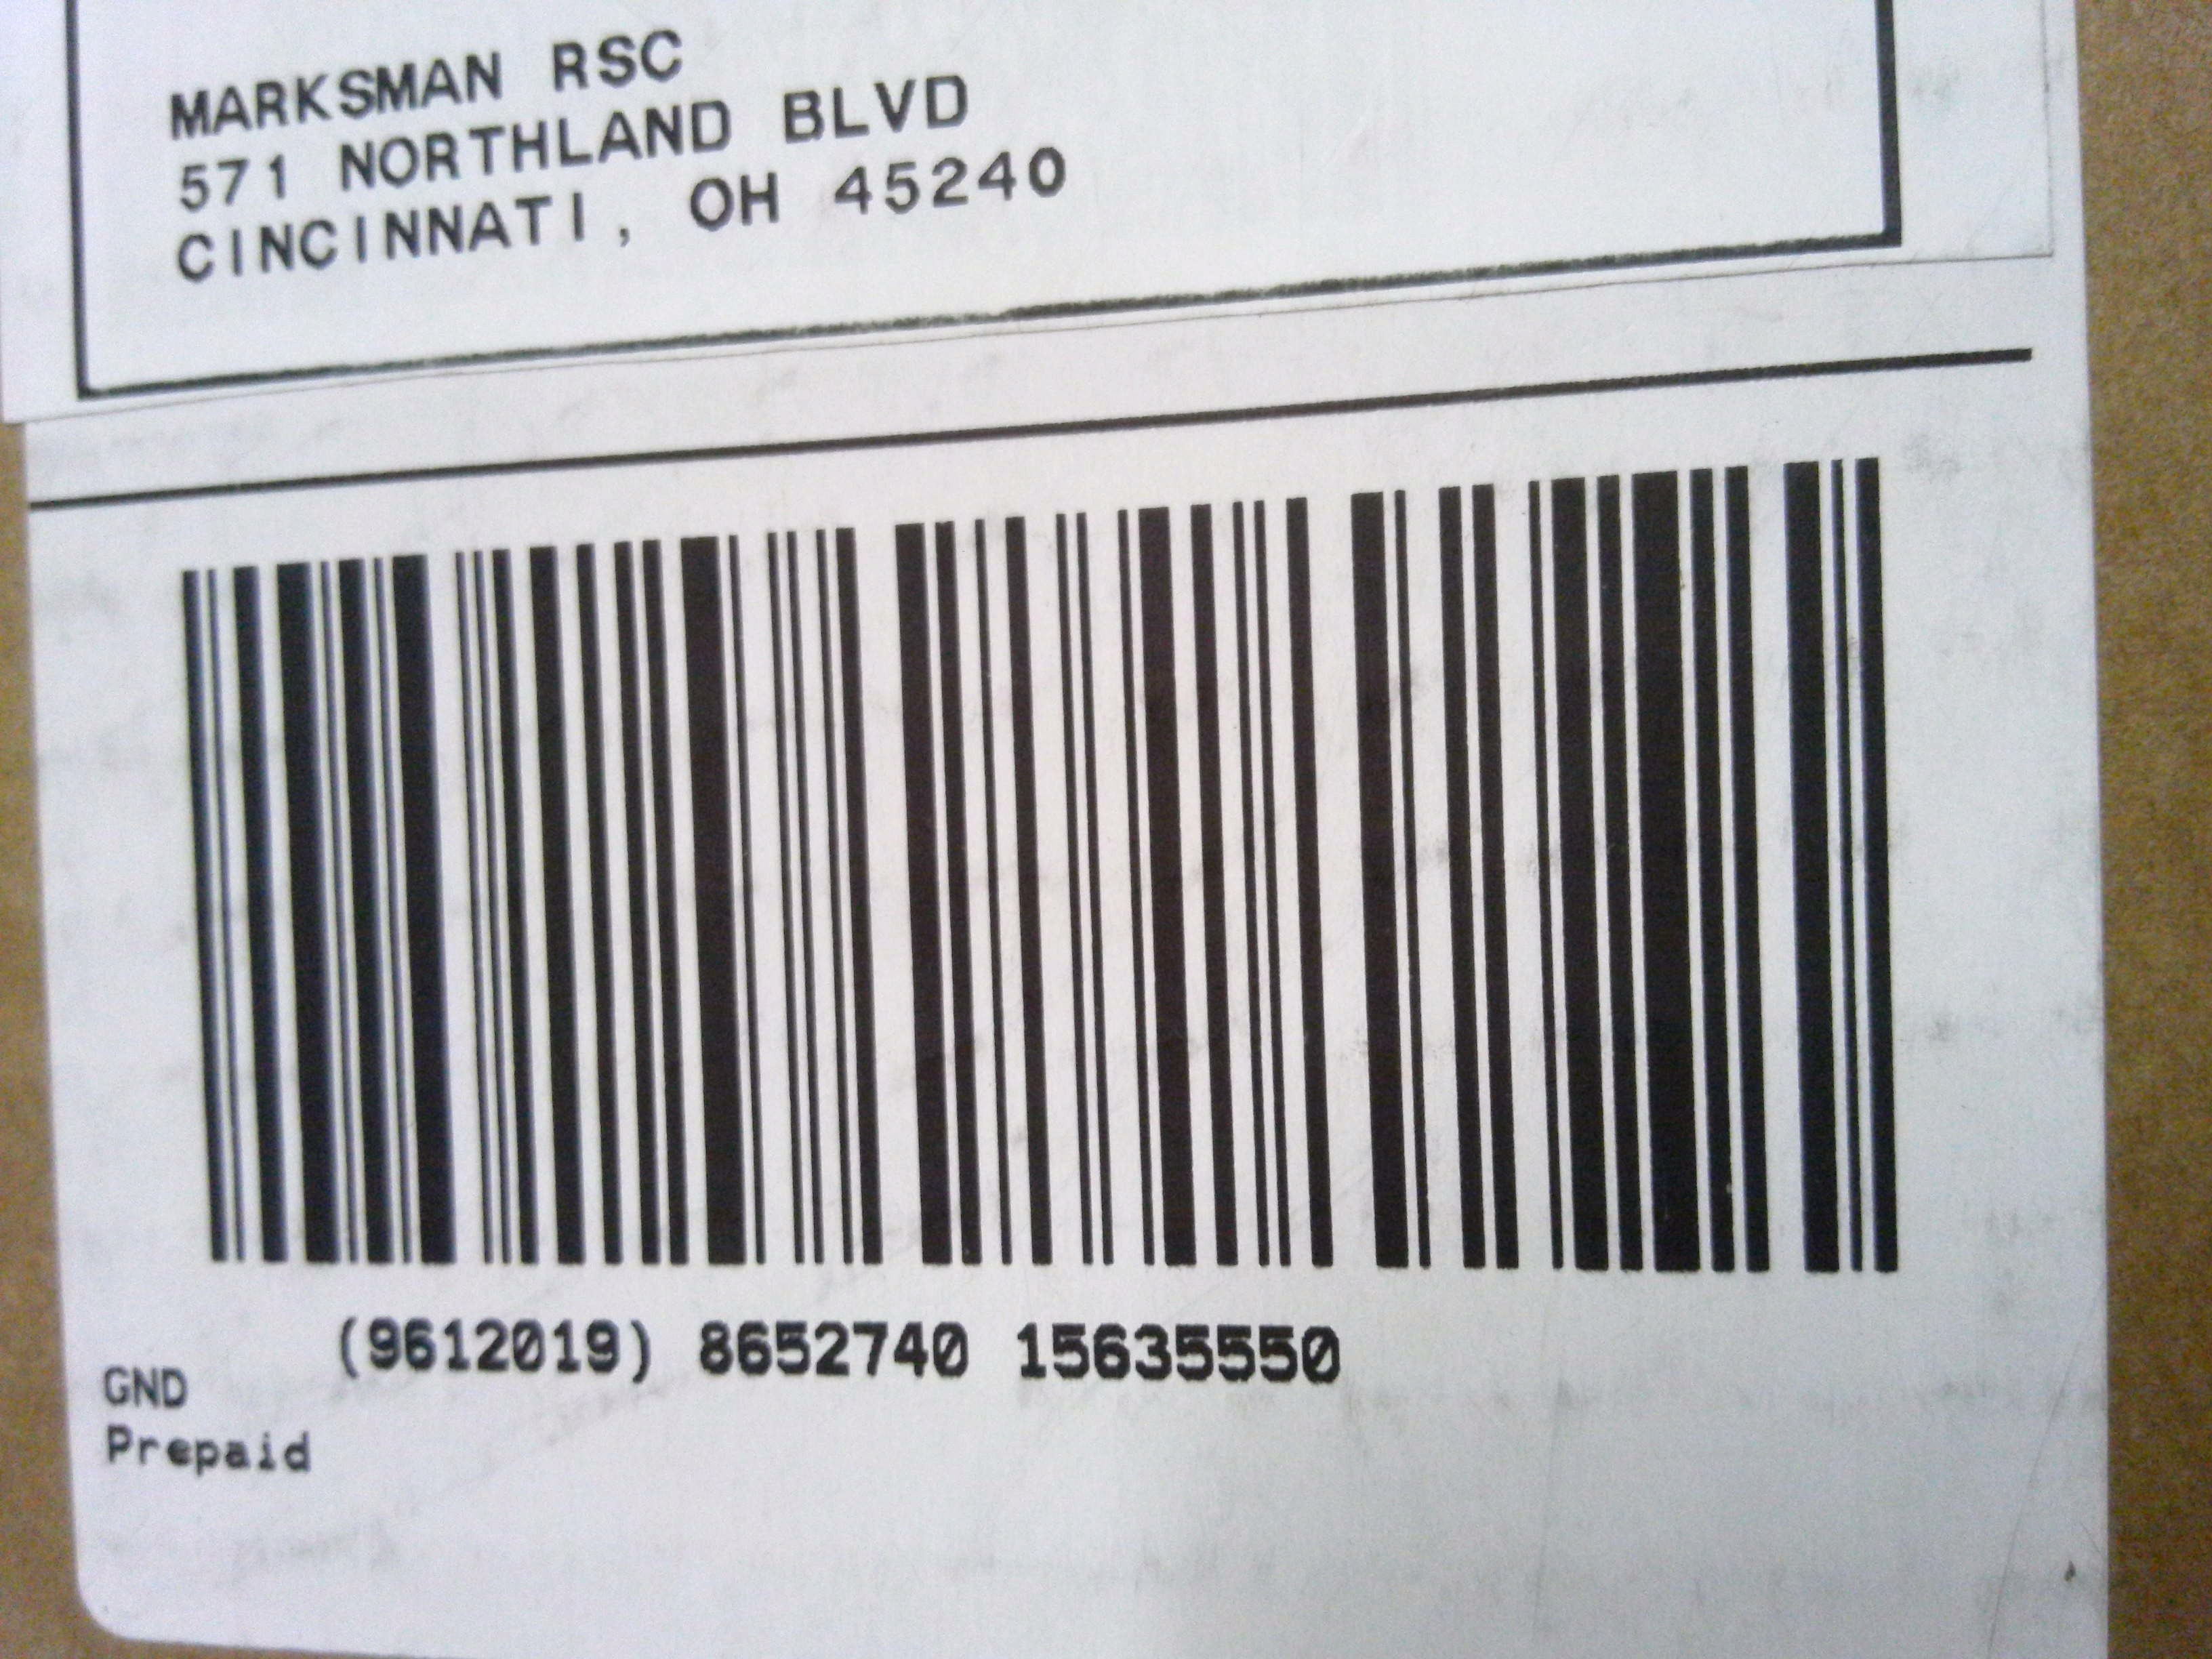 MARKSMAN RSC
571 NORTHLAND BLVD
CINCINNATI, OH 45240
(9612019) 8652740 15635550
GND
Prepaid